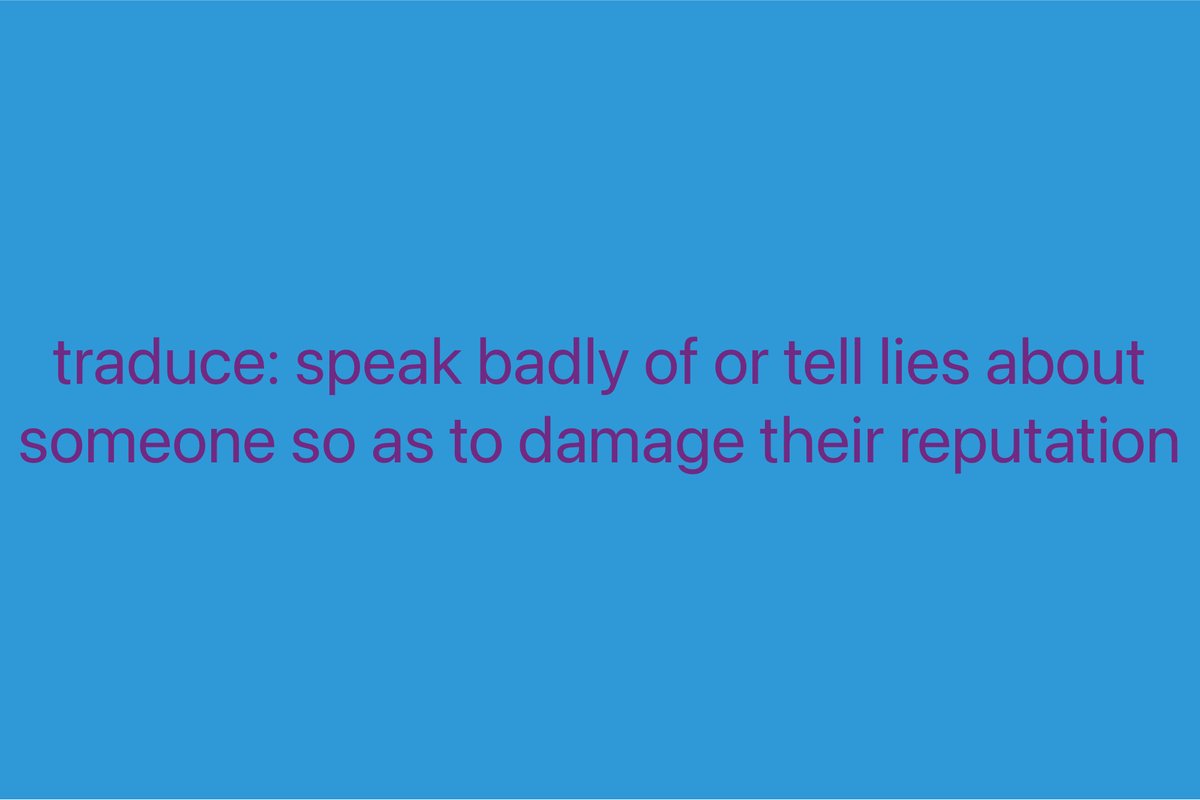 traduce: speak badly of or tell lies about
someone so as to damage their reputation